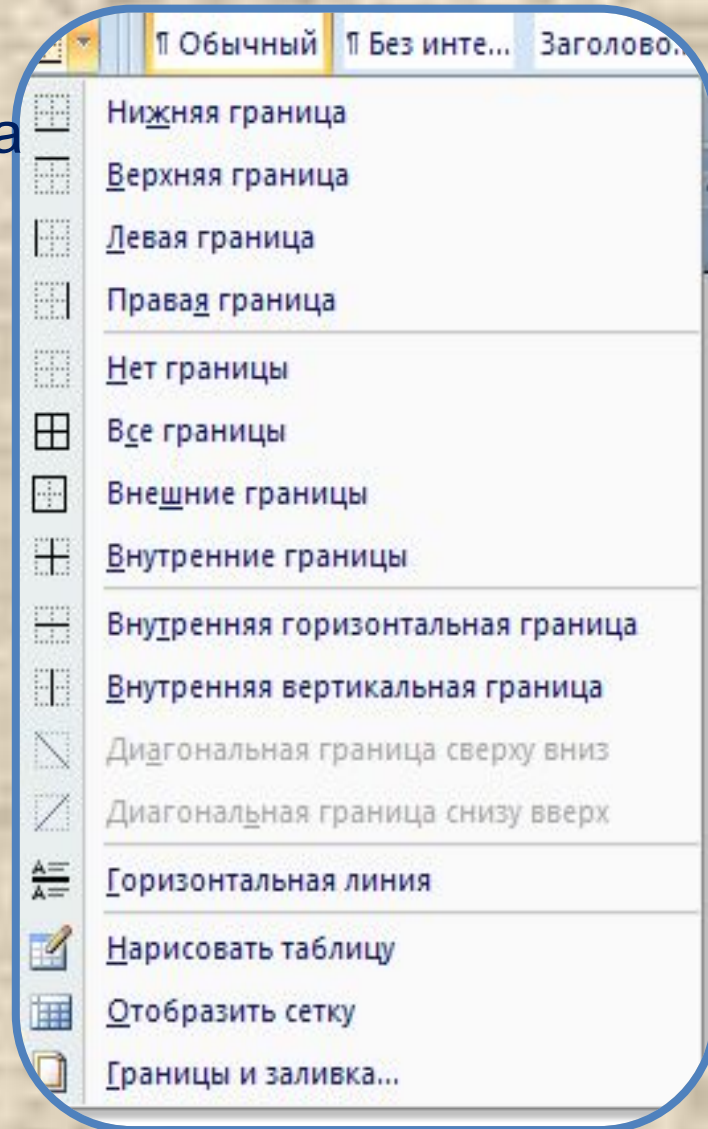 ¶ Обычный ¶ Без инте... Заголово...
а
Нижняя граница
Верхняя граница
Левая граница
Правая граница
Нет границы
Все границы
Внешние границы
Внутренние границы
Внутренняя горизонтальная граница
Внутренняя вертикальная граница
Диагональная граница сверху вниз
Диагональная граница снизу вверх
Горизонтальная линия
Нарисовать таблицу
Отобразить сетку
Границы и заливка...